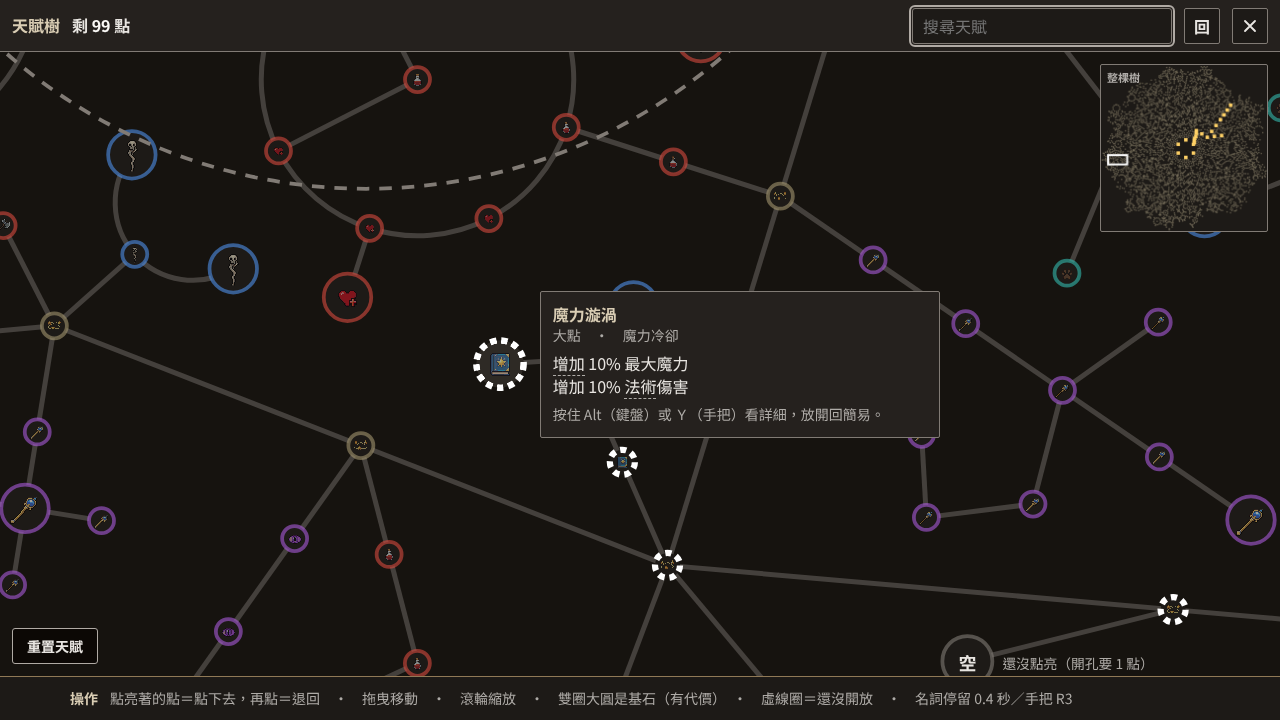 天賦樹 剩 99 點
搜尋天賦
回
整棵樹
魔力漩渦
大點 ・ 魔力冷卻
增加 10% 最大魔力
增加 10% 法術傷害
按住 Alt（鍵盤）或 Y（手把）看詳細，放開回簡易。
空 還沒點亮（開孔要 1 點）
重置天賦
操作 點亮著的點＝點下去，再點＝退回 ・ 拖曳移動 ・ 滾輪縮放 ・ 雙圈大圓是基石（有代價） ・ 虛線圈＝還沒開放 ・ 名詞停留 0.4 秒／手把 R3